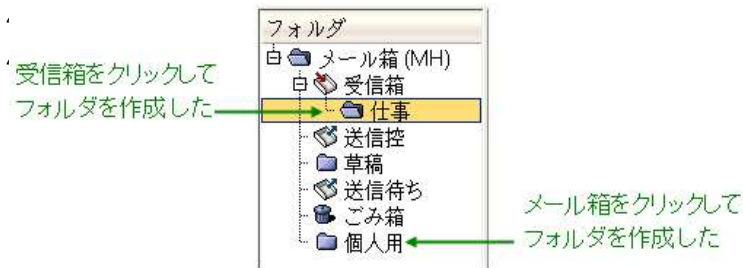 フォルダ
メール箱 (MH)
受信箱をクリックして
フォルダを作成した
受信箱
仕事
送信控
草稿
送信待ち
ごみ箱
個人用
メール箱をクリックして
フォルダを作成した